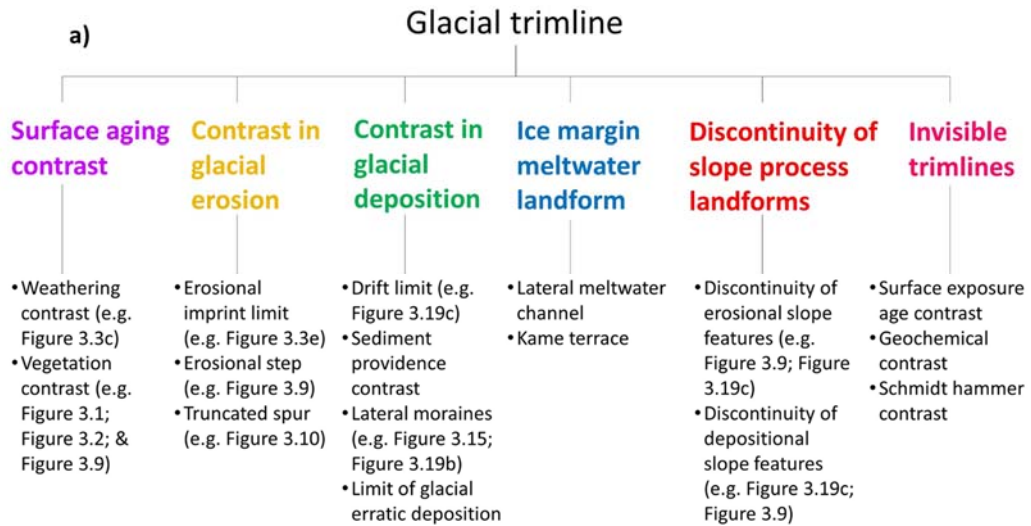 a)
Glacial trimline
Surface aging
contrast
Contrast in
glacial
erosion
Contrast in
glacial
deposition
Ice margin
meltwater
landform
Discontinuity of
slope process
landforms
Invisible
trimlines
• Weathering
contrast (e.g.
Figure 3.3c)
• Vegetation
contrast (e.g.
Figure 3.1;
Figure 3.2; &
Figure 3.9)
• Erosional
imprint limit
(e.g. Figure 3.3e)
• Erosional step
(e.g. Figure 3.9)
• Truncated spur
(e.g. Figure 3.10)
• Drift limit (e.g.
Figure 3.19c)
• Sediment
providence
contrast
• Lateral moraines
(e.g. Figure 3.15;
Figure 3.19b)
• Limit of glacial
erratic deposition
• Lateral meltwater
channel
• Kame terrace
• Discontinuity of
erosional slope
features (e.g.
Figure 3.9; Figure
3.19c)
• Discontinuity of
depositional
slope features
(e.g. Figure 3.19c;
Figure 3.9)
• Surface exposure
age contrast
• Geochemical
contrast
• Schmidt hammer
contrast